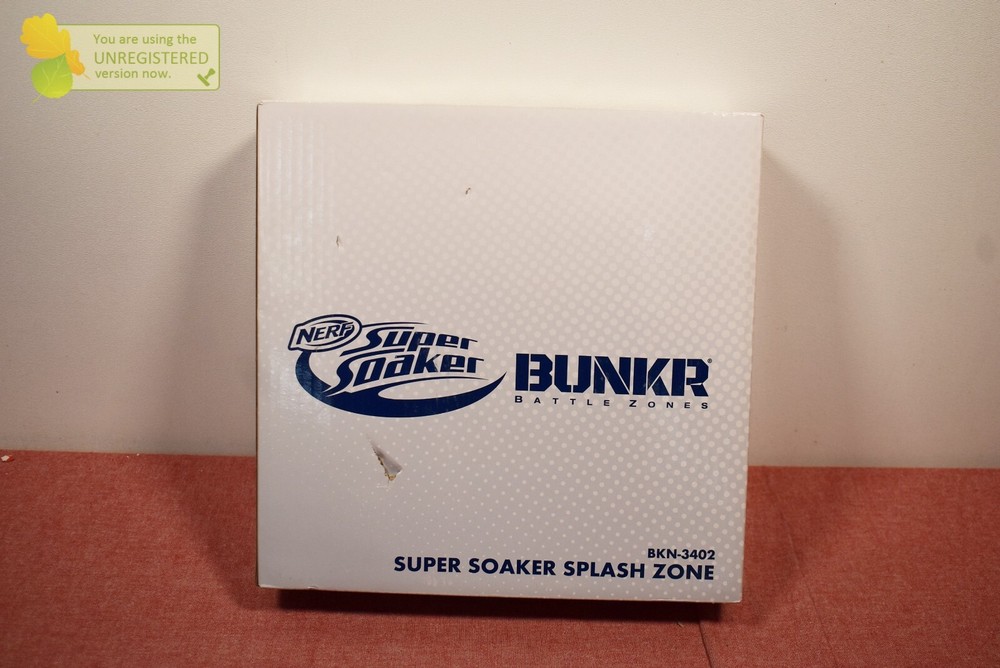 You are using the
UNREGISTERED
version now.
NERF
Super
Soaker
BUNKR®
BATTLE ZONES
BKN-3402
SUPER SOAKER SPLASH ZONE